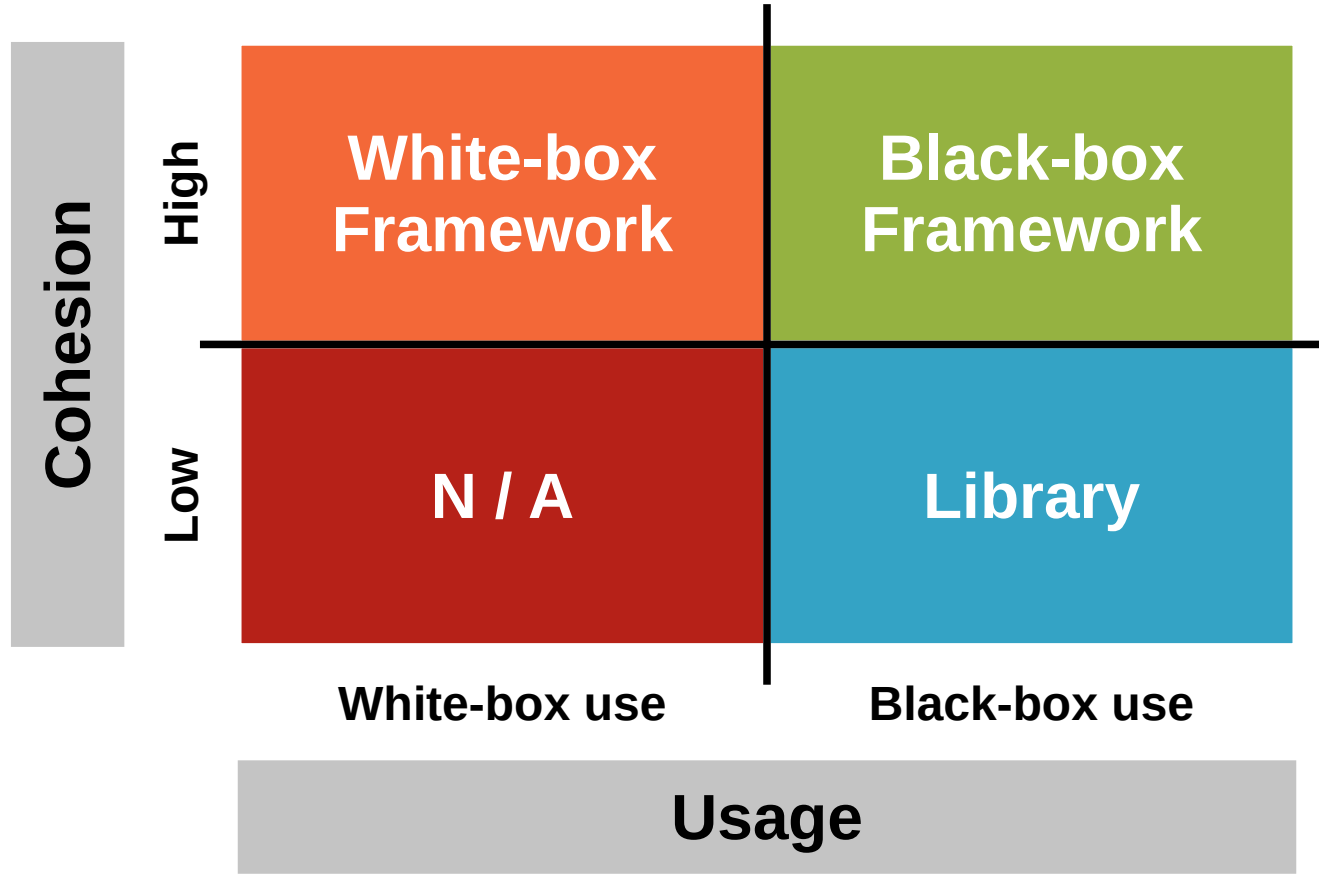 Cohesion
High
White-box
Framework
Black-box
Framework
Low
N / A
Library
White-box use
Black-box use
Usage